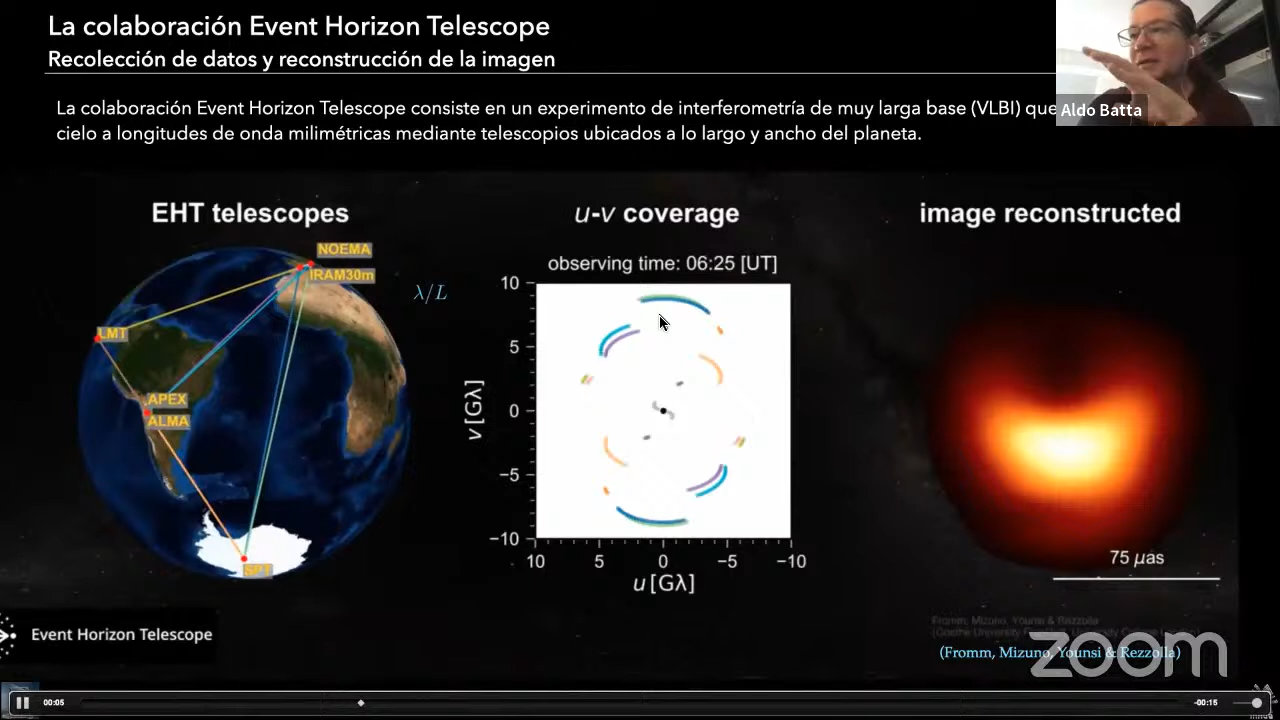 La colaboración Event Horizon Telescope
Recolección de datos y reconstrucción de la imagen
La colaboración Event Horizon Telescope consiste en un experimento de interferometría de muy larga base (VLBI) que
cielo a longitudes de onda milimétricas mediante telescopios ubicados a lo largo y ancho del planeta.
Aldo Batta
EHT telescopes
NOEMA
IRAM30m
LMT
APEX
ALMA
SPT
λ/L
u-v coverage
observing time: 06:25 [UT]
10
5
0
−5
−10
v [Gλ]
10 5 0 −5 −10
u [Gλ]
image reconstructed
75 µas
Fromm, Mizuno, Younsi & Rezzolla
(Fromm, Mizuno, Younsi & Rezzolla)
Event Horizon Telescope
zoom
00:05
-00:15